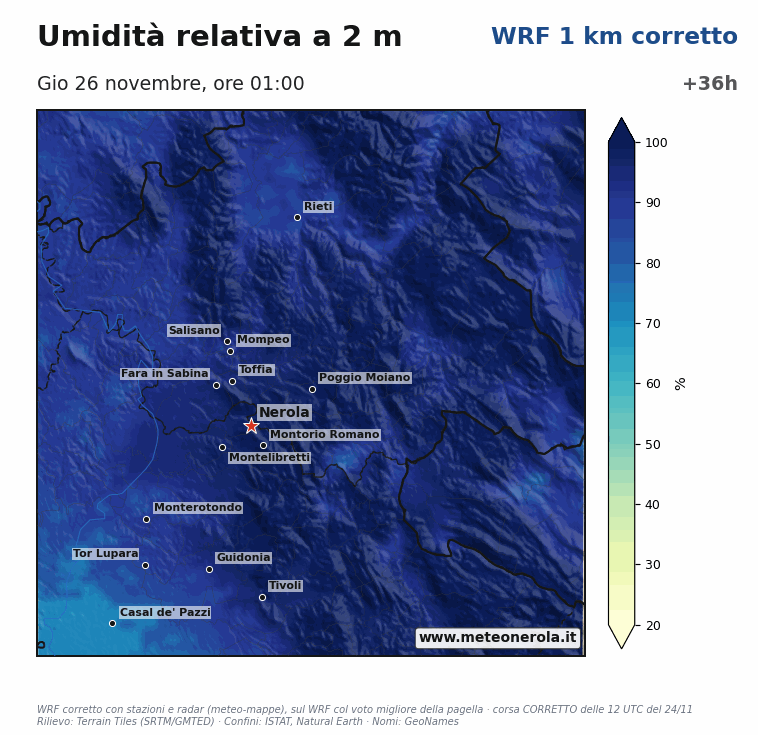 Umidità relativa a 2 m
WRF 1 km corretto
Gio 26 novembre, ore 01:00
+36h
Rieti
Salisano
Mompeo
Toffia
Fara in Sabina
Poggio Moiano
Nerola
Montorio Romano
Montelibretti
Monterotondo
Tor Lupara
Guidonia
Tivoli
Casal de' Pazzi
www.meteonerola.it
100
90
80
70
60
50
40
30
20
%
WRF corretto con stazioni e radar (meteo-mappe), sul WRF col voto migliore della pagella · corsa CORRETTO delle 12 UTC del 24/11
Rilievo: Terrain Tiles (SRTM/GMTED) · Confini: ISTAT, Natural Earth · Nomi: GeoNames